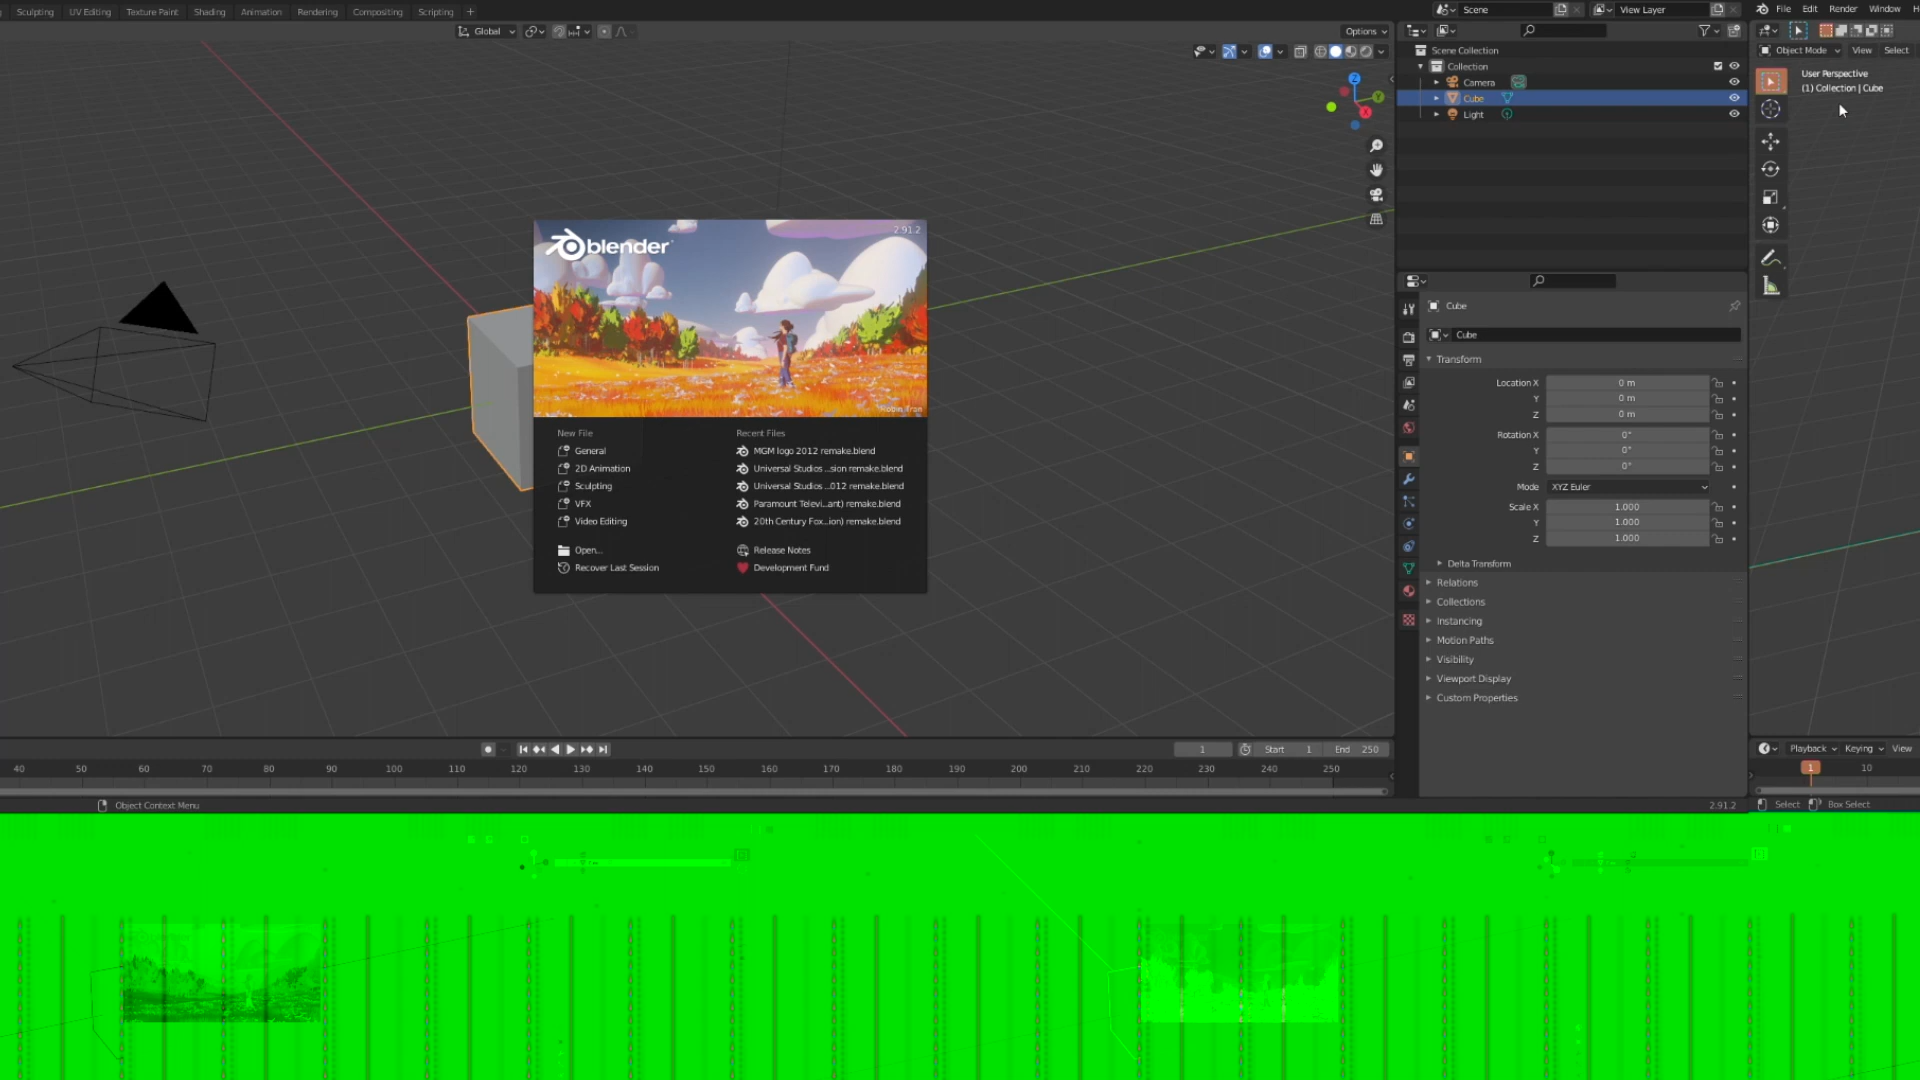 Sculpting UV Editing Texture Paint Shading Animation Rendering Compositing Scripting +
Scene View Layer
File Edit Render Window H
Global
Options
Object Mode View Select
Scene Collection
Collection
Camera
Cube
Light
User Perspective
(1) Collection | Cube
Z
Y
X
blender
2.91.2
Robin Tran
New File
General
2D Animation
Sculpting
VFX
Video Editing
Open...
Recover Last Session
Recent Files
MGM logo 2012 remake.blend
Universal Studios ...sion remake.blend
Universal Studios ...012 remake.blend
Paramount Televi...ant) remake.blend
20th Century Fox...ion) remake.blend
Release Notes
Development Fund
Cube
Cube
Transform
Location X 0 m
Y 0 m
Z 0 m
Rotation X 0°
Y 0°
Z 0°
Mode XYZ Euler
Scale X 1.000
Y 1.000
Z 1.000
Delta Transform
Relations
Collections
Instancing
Motion Paths
Visibility
Viewport Display
Custom Properties
1 Start 1 End 250
Playback Keying View
40 50 60 70 80 90 100 110 120 130 140 150 160 170 180 190 200 210 220 230 240 250
1 10
Object Context Menu
2.91.2
Select Box Select